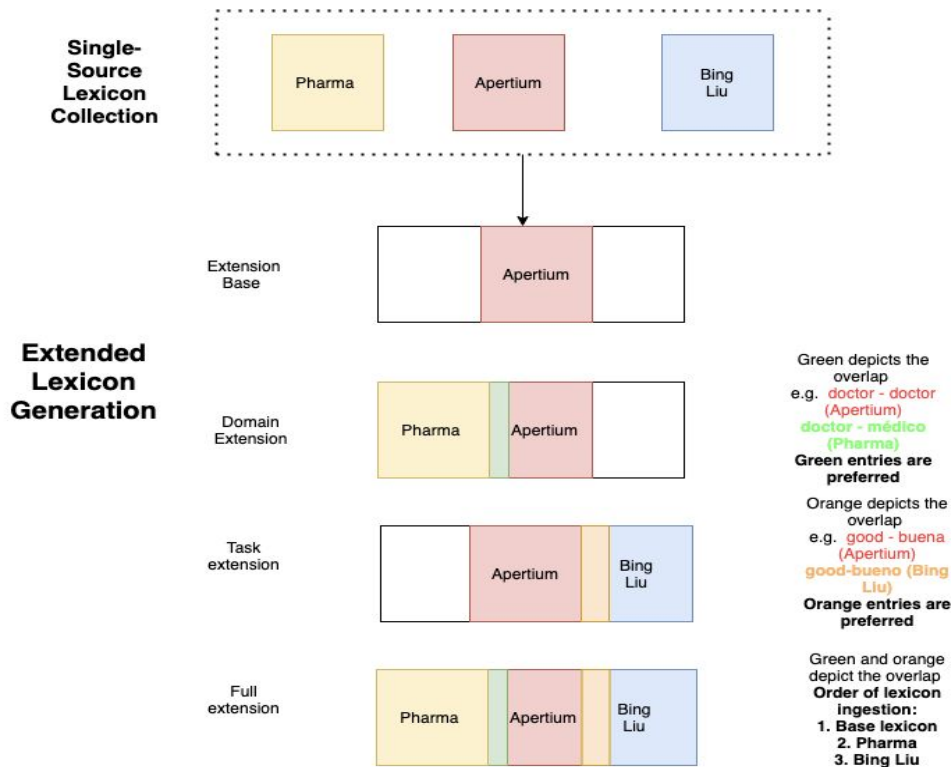 Single-
Source
Lexicon
Collection
Pharma
Apertium
Bing
Liu
Extension
Base
Apertium
Extended
Lexicon
Generation
Domain
Extension
Pharma
Apertium
Green depicts the
overlap
e.g. doctor - doctor
(Apertium)
doctor - médico
(Pharma)
Green entries are
preferred
Task
extension
Apertium
Bing
Liu
Orange depicts the
overlap
e.g. good - buena
(Apertium)
good-bueno (Bing
Liu)
Orange entries are
preferred
Full
extension
Pharma
Apertium
Bing
Liu
Green and orange
depict the overlap
Order of lexicon
ingestion:
1. Base lexicon
2. Pharma
3. Bing Liu